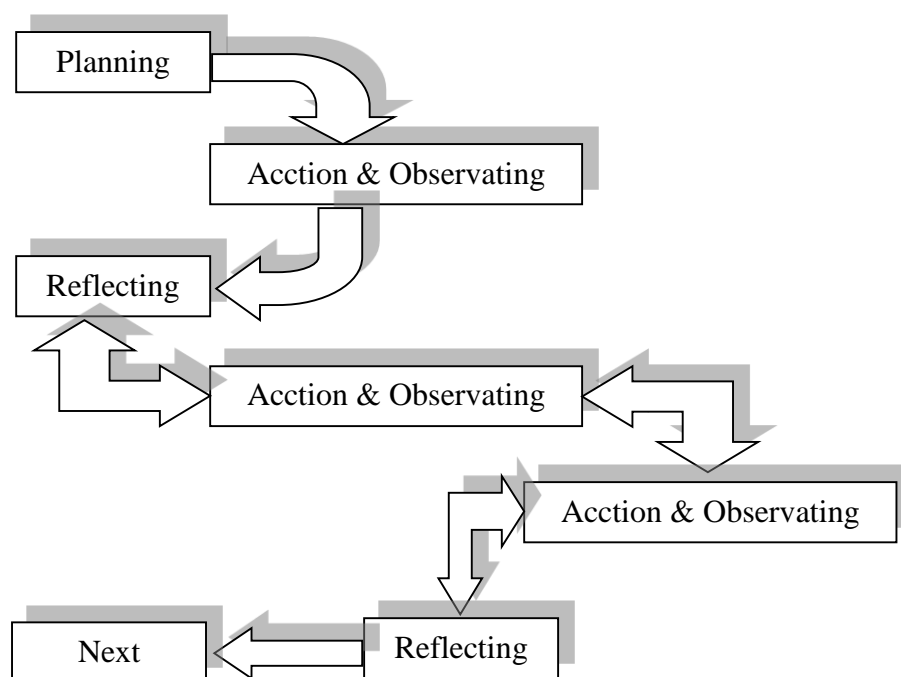 Planning
Acction & Observating
Reflecting
Acction & Observating
Acction & Observating
Reflecting
Next